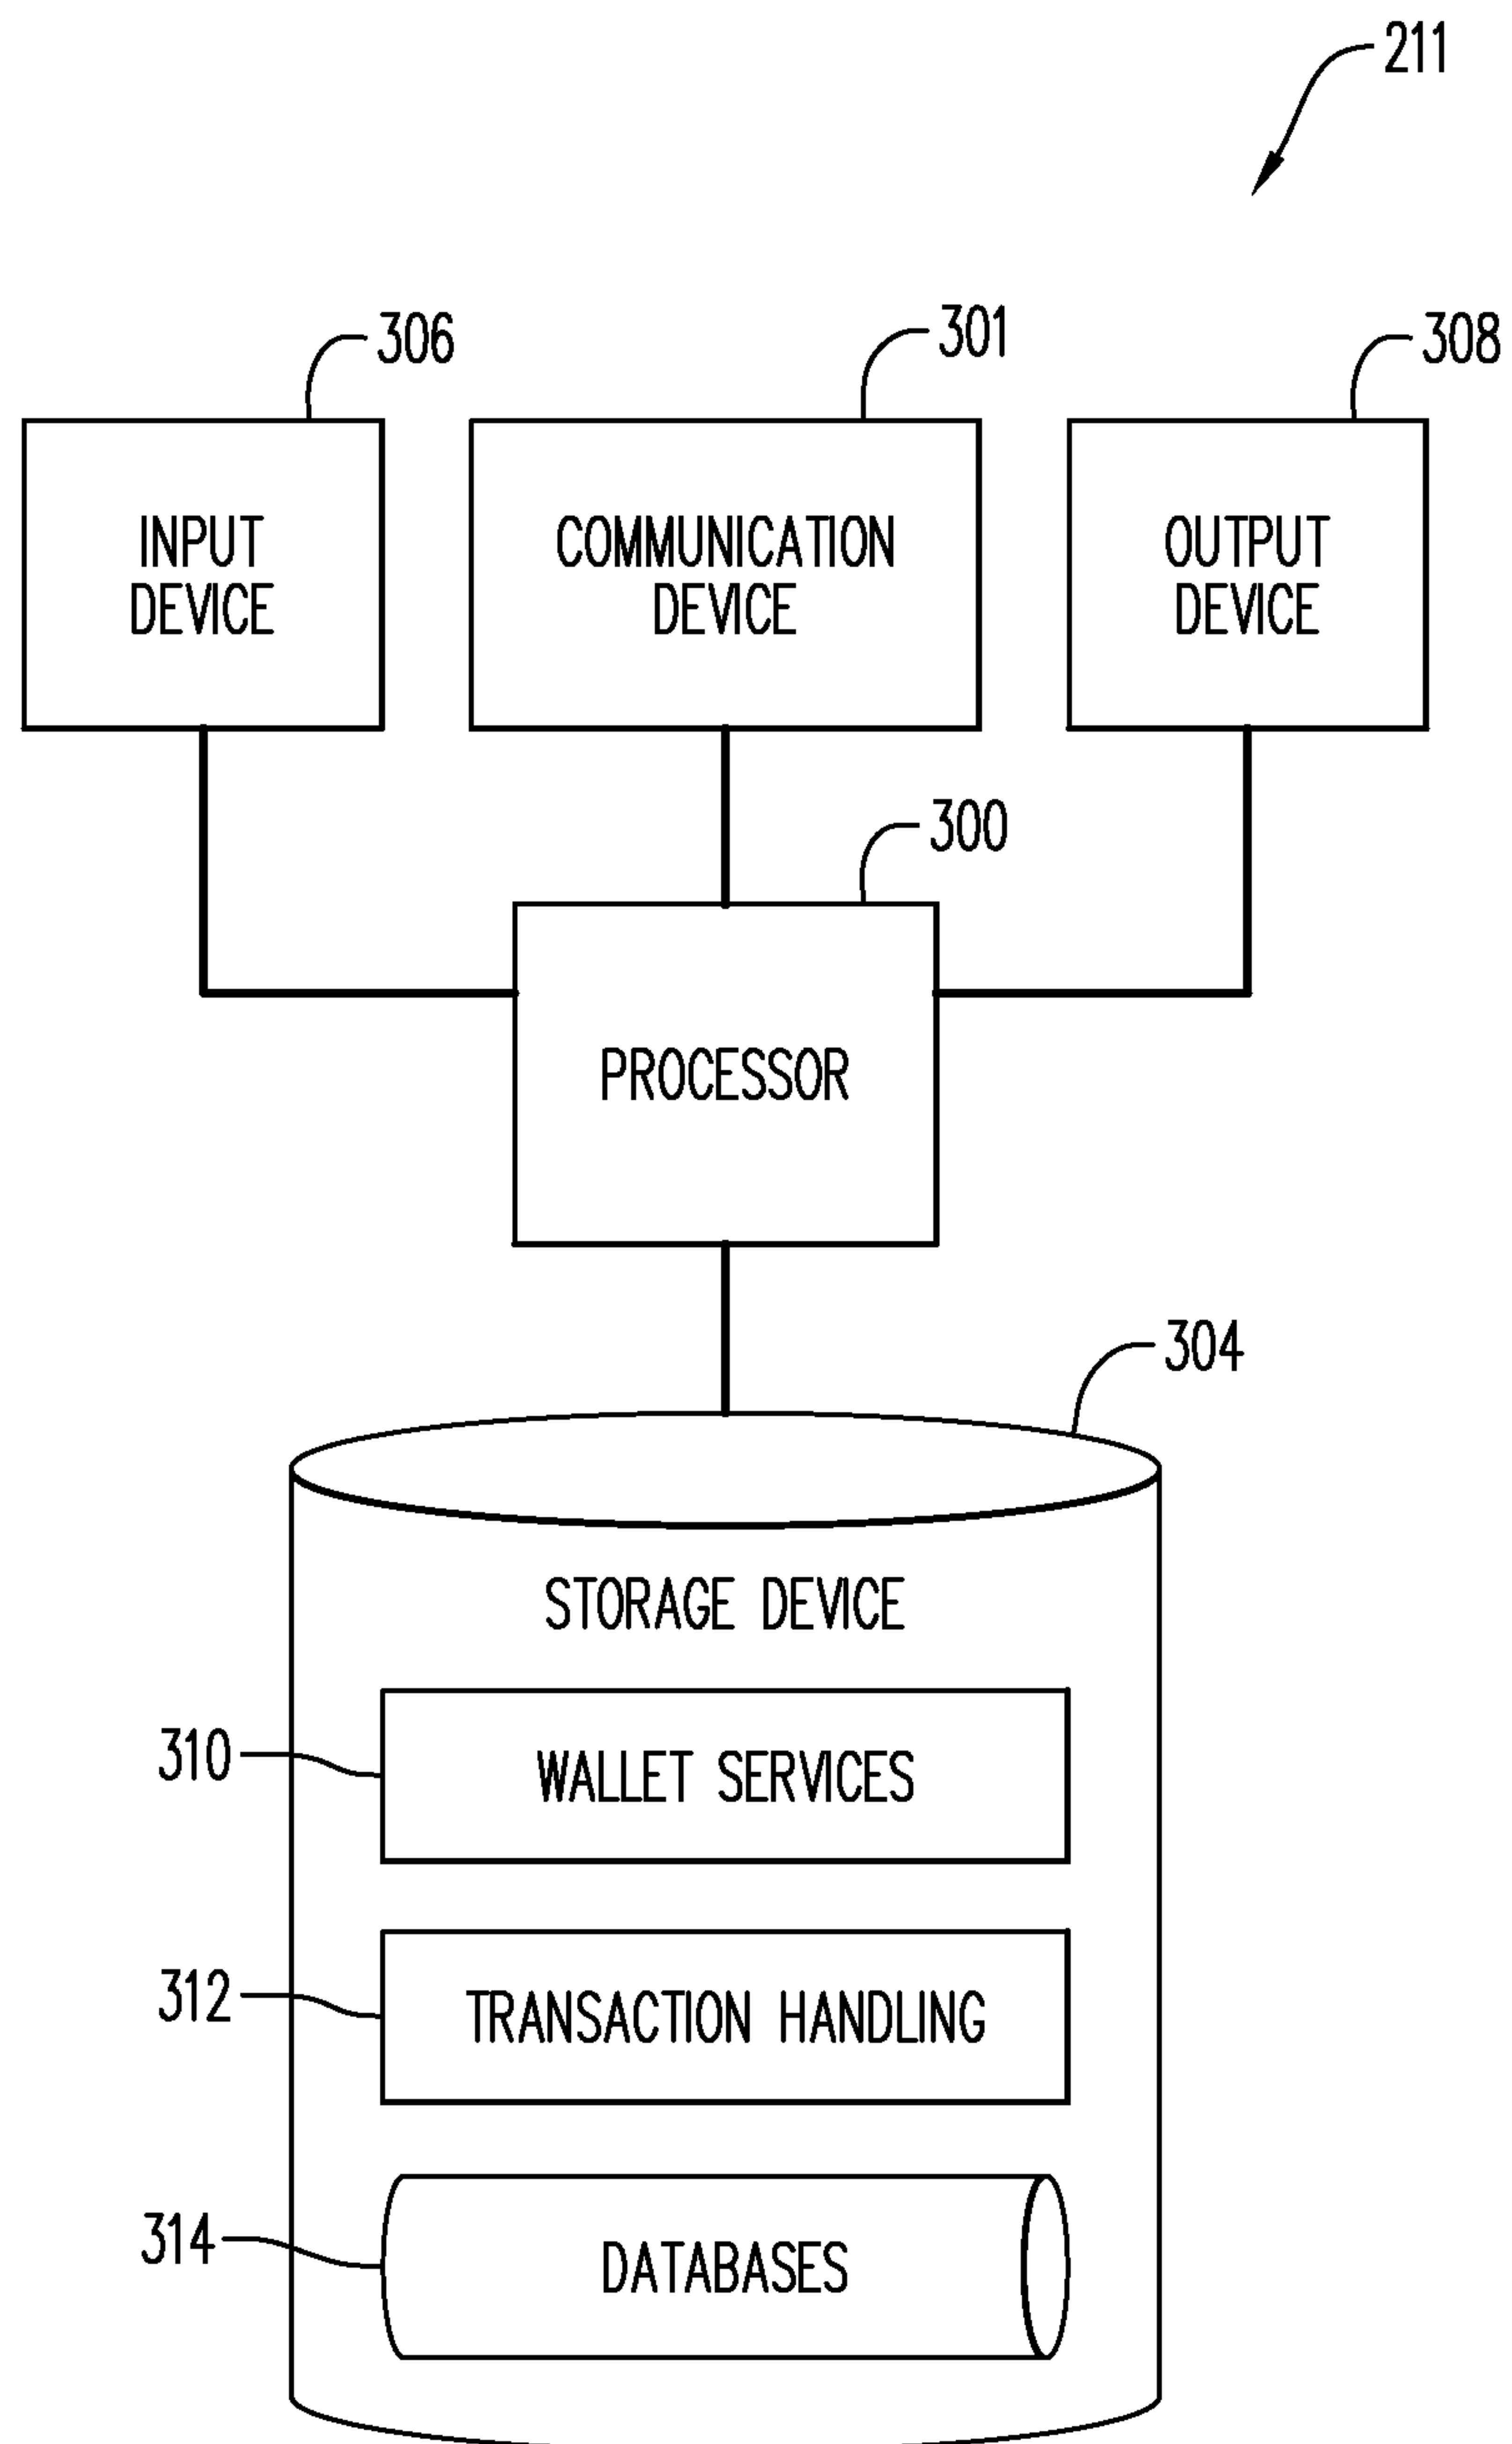 211
306
301
308
INPUT
DEVICE
COMMUNICATION
DEVICE
OUTPUT
DEVICE
300
PROCESSOR
304
STORAGE DEVICE
310
WALLET SERVICES
312
TRANSACTION HANDLING
314
DATABASES